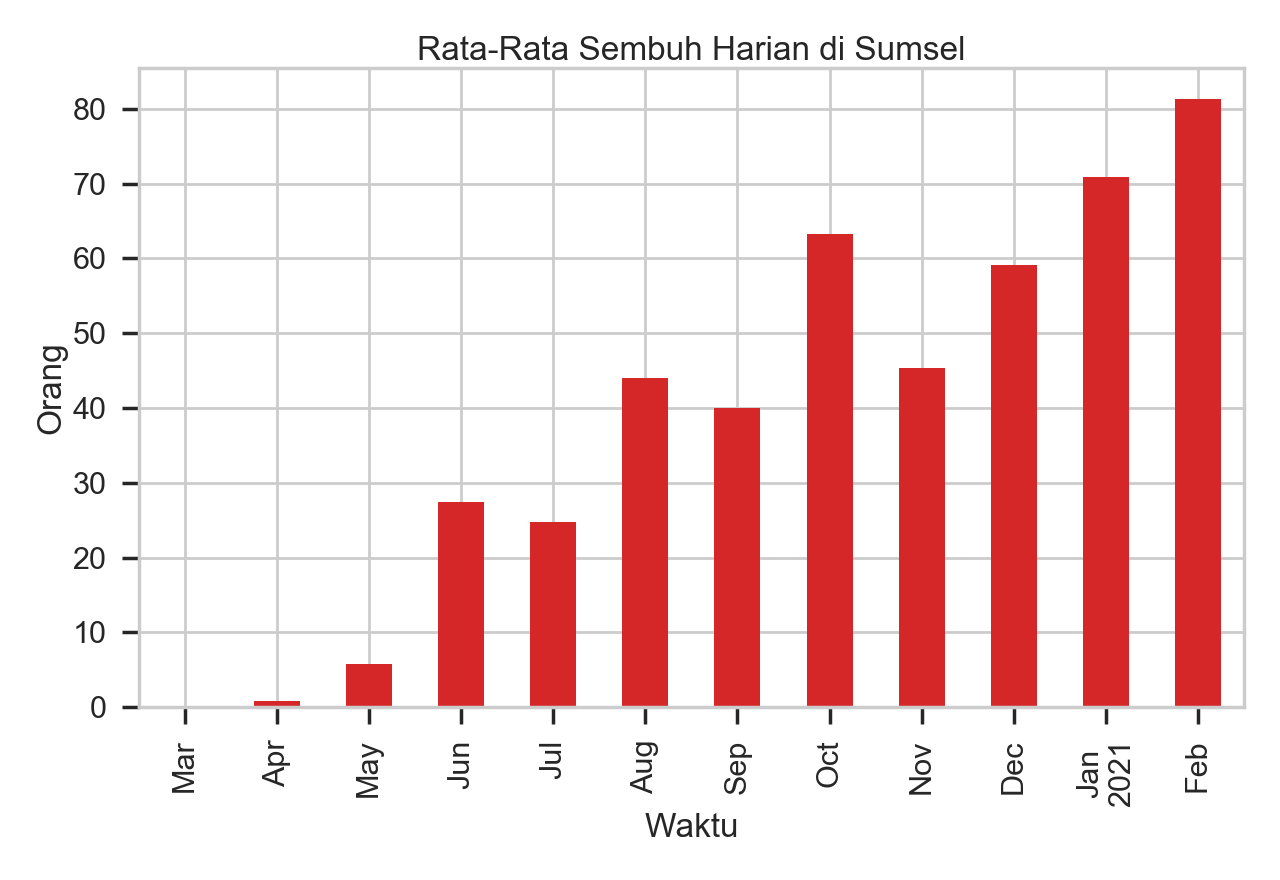 Rata-Rata Sembuh Harian di Sumsel
Orang
80
70
60
50
40
30
20
10
0
Mar
Apr
May
Jun
Jul
Aug
Sep
Oct
Nov
Dec
Jan
2021
Feb
Waktu